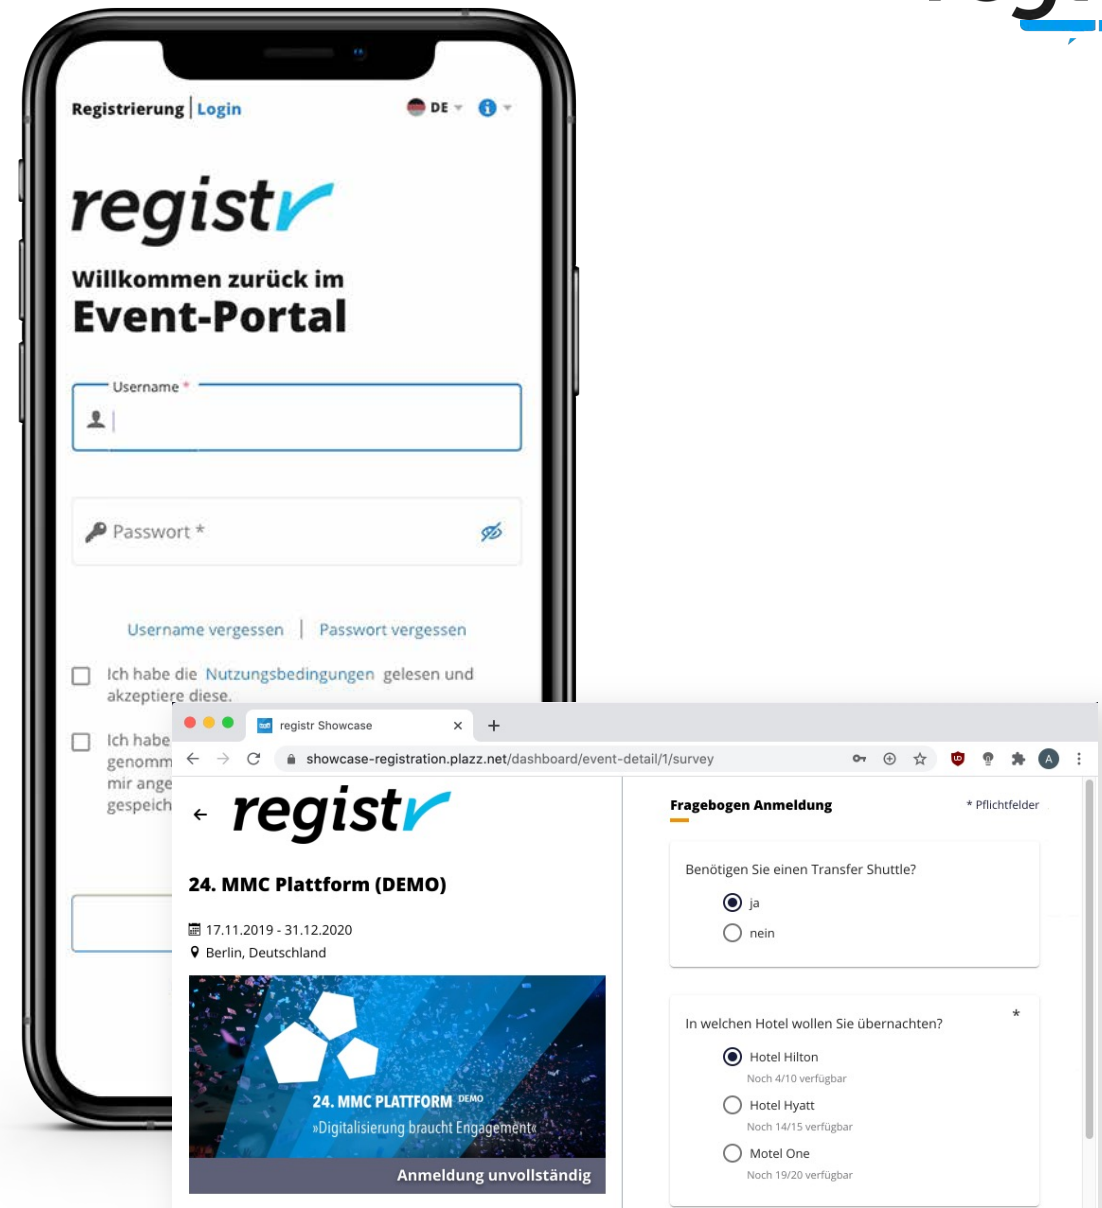 Registrierung | Login DE
registr
Willkommen zurück im
Event-Portal
Username *
Passwort *
Username vergessen | Passwort vergessen
Ich habe die Nutzungsbedingungen gelesen und
akzeptiere diese.
Ich habe
genomm
mir ange
gespeich
registr Showcase
showcase-registration.plazz.net/dashboard/event-detail/1/survey
A
registr
24. MMC Plattform (DEMO)
17.11.2019 - 31.12.2020
Berlin, Deutschland
24. MMC PLATTFORM DEMO
»Digitalisierung braucht Engagement«
Anmeldung unvollständig
Fragebogen Anmeldung * Pflichtfelder
Benötigen Sie einen Transfer Shuttle?
ja
nein
In welchen Hotel wollen Sie übernachten? *
Hotel Hilton
Noch 4/10 verfügbar
Hotel Hyatt
Noch 14/15 verfügbar
Motel One
Noch 19/20 verfügbar